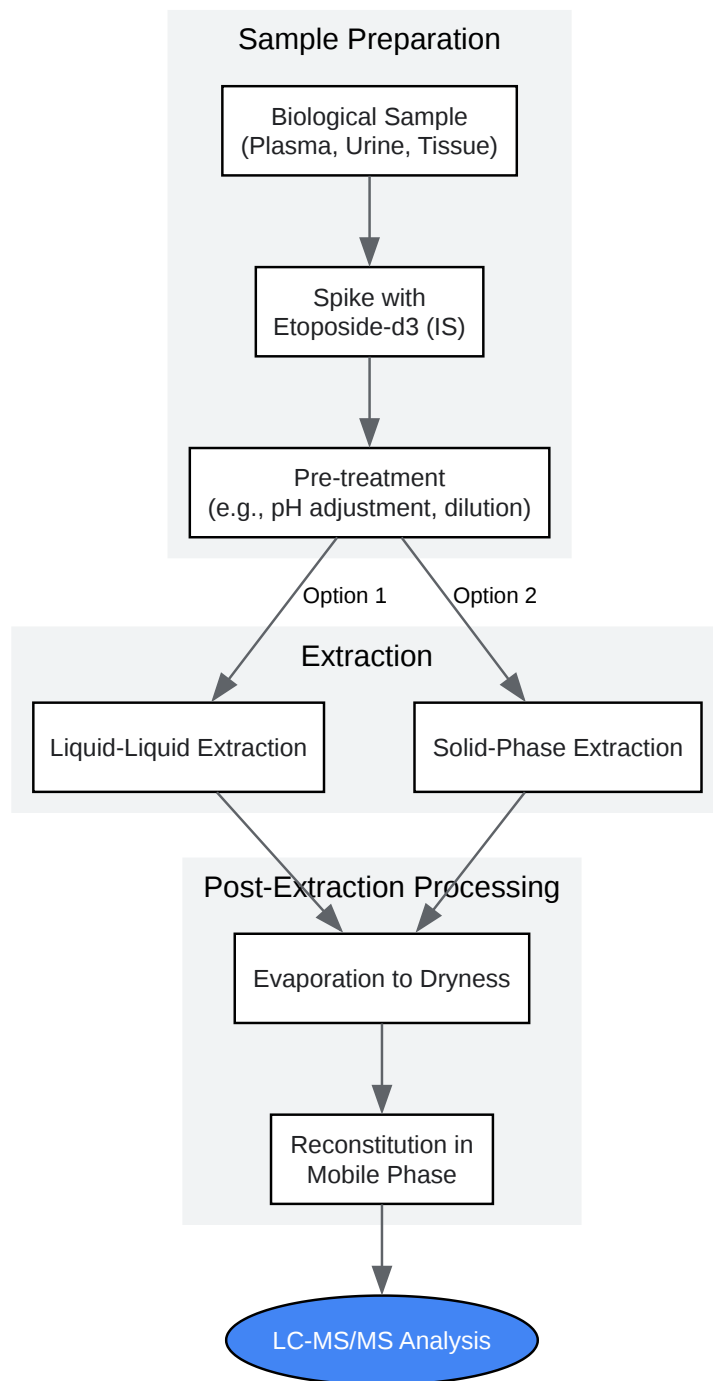 Sample Preparation
Biological Sample
(Plasma, Urine, Tissue)
Spike with
Etoposide-d3 (IS)
Pre-treatment
(e.g., pH adjustment, dilution)
Option 1
Option 2
Extraction
Liquid-Liquid Extraction
Solid-Phase Extraction
Post-Extraction Processing
Evaporation to Dryness
Reconstitution in
Mobile Phase
LC-MS/MS Analysis